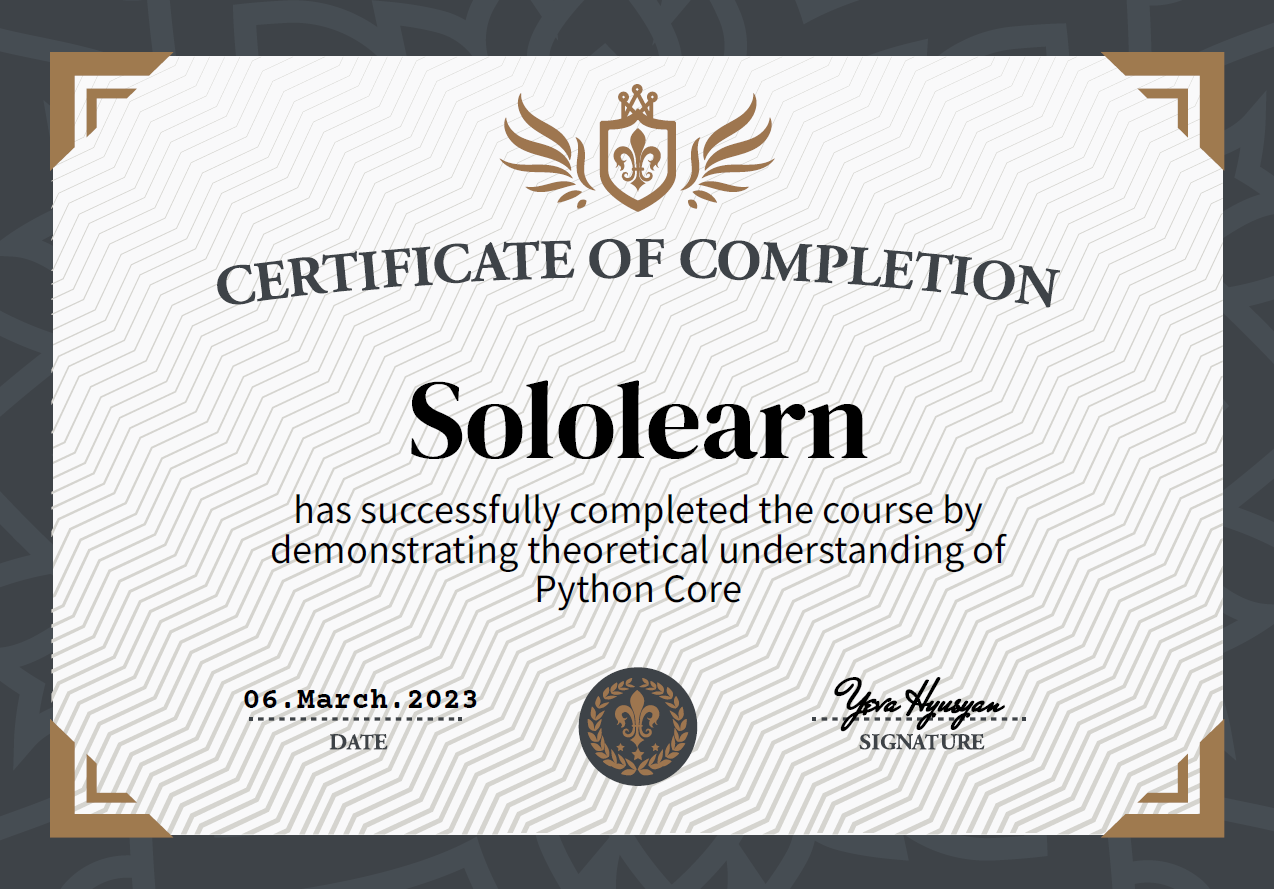 CERTIFICATE OF COMPLETION
Sololearn
has successfully completed the course by
demonstrating theoretical understanding of
Python Core
06.March.2023
DATE
Yeva Hyusyan
SIGNATURE